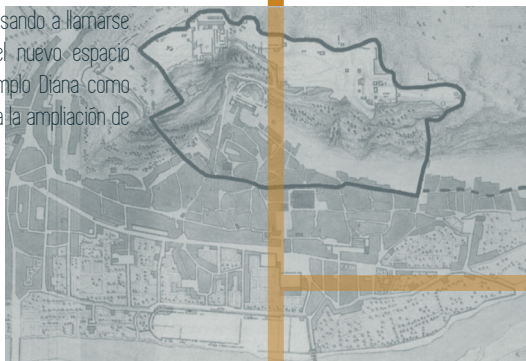 sando a llamarse
el nuevo espacio
mplo Diana como
a la ampliación de